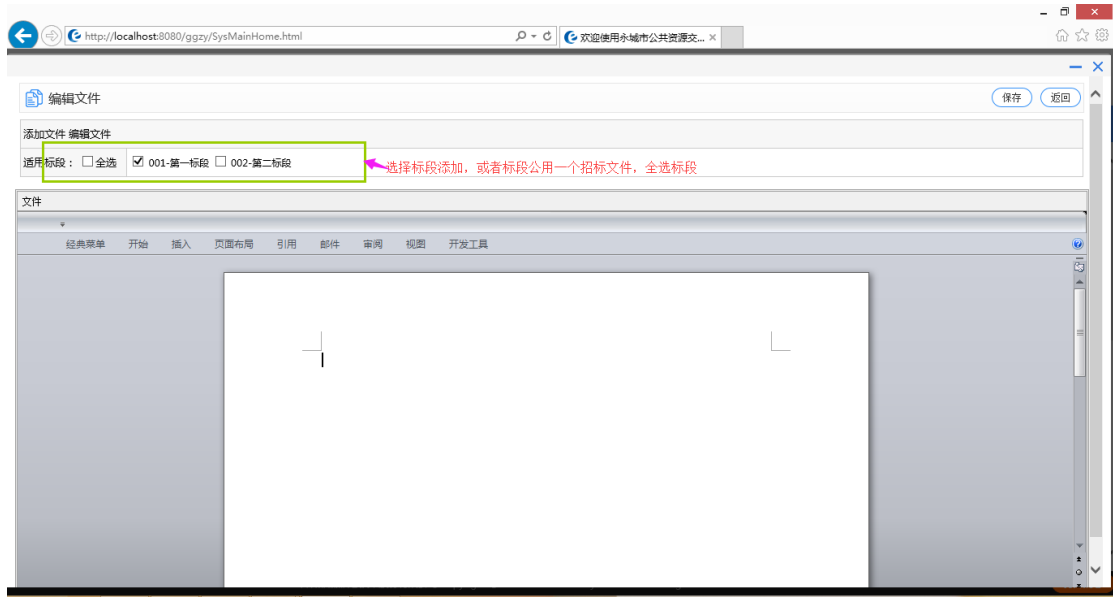 http://localhost:8080/ggzy/SysMainHome.html 欢迎使用永城市公共资源交...
编辑文件 保存 返回
添加文件 编辑文件
适用标段： 全选 001-第一标段 002-第二标段 选择标段添加，或者标段公用一个招标文件，全选标段
文件
经典菜单 开始 插入 页面布局 引用 邮件 审阅 视图 开发工具